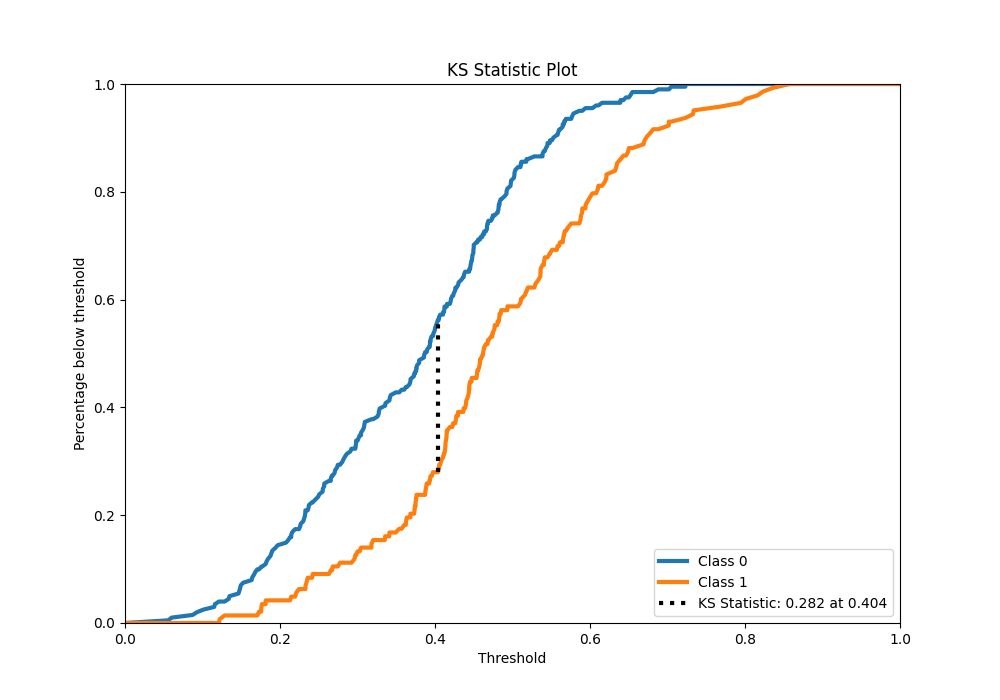 KS Statistic Plot
1.0
0.8
0.6
0.4
0.2
0.0
Percentage below threshold
0.0 0.2 0.4 0.6 0.8 1.0
Threshold
Class 0
Class 1
KS Statistic: 0.282 at 0.404